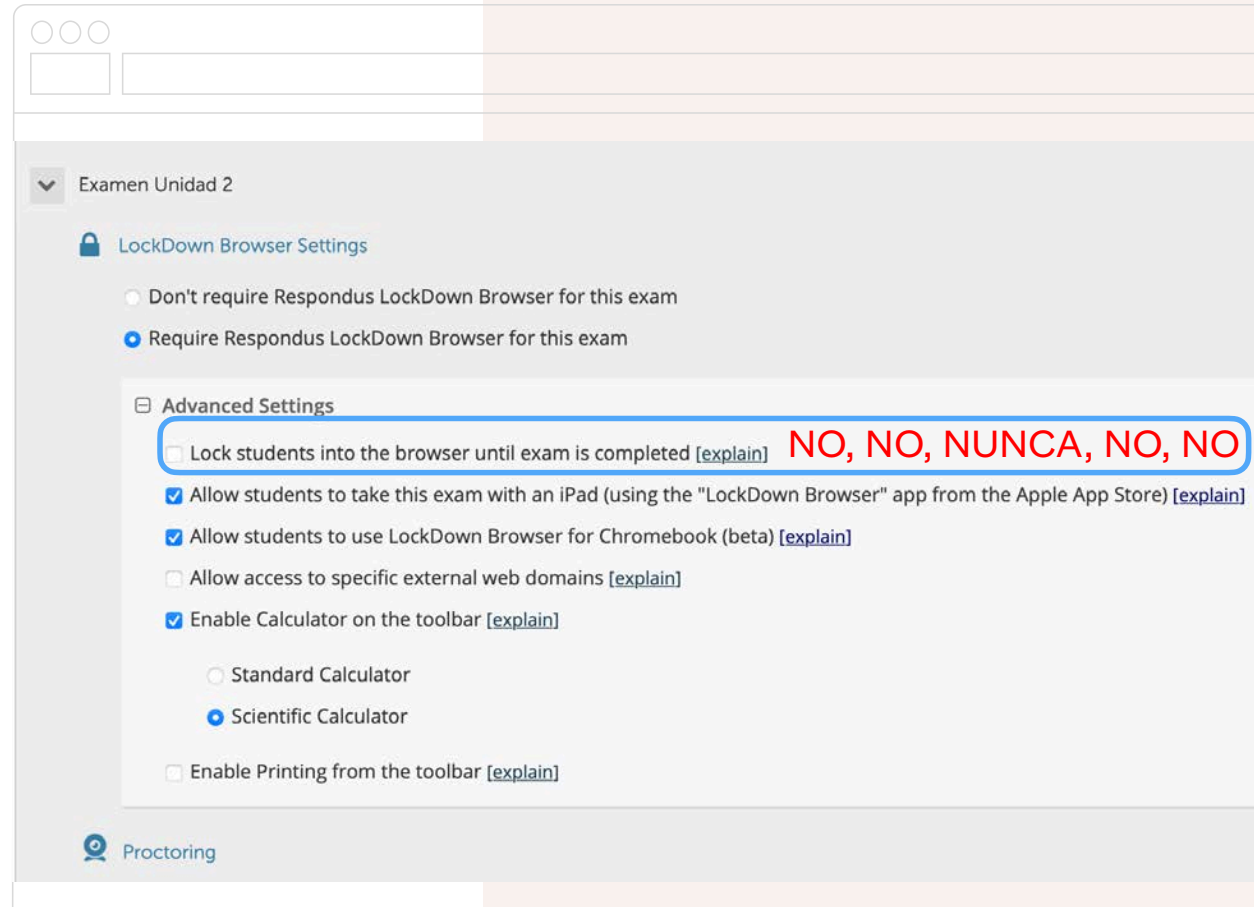 Examen Unidad 2
LockDown Browser Settings
Don't require Respondus LockDown Browser for this exam
Require Respondus LockDown Browser for this exam
Advanced Settings
Lock students into the browser until exam is completed [explain] NO, NO, NUNCA, NO, NO
Allow students to take this exam with an iPad (using the "LockDown Browser" app from the Apple App Store) [explain]
Allow students to use LockDown Browser for Chromebook (beta) [explain]
Allow access to specific external web domains [explain]
Enable Calculator on the toolbar [explain]
Standard Calculator
Scientific Calculator
Enable Printing from the toolbar [explain]
Proctoring